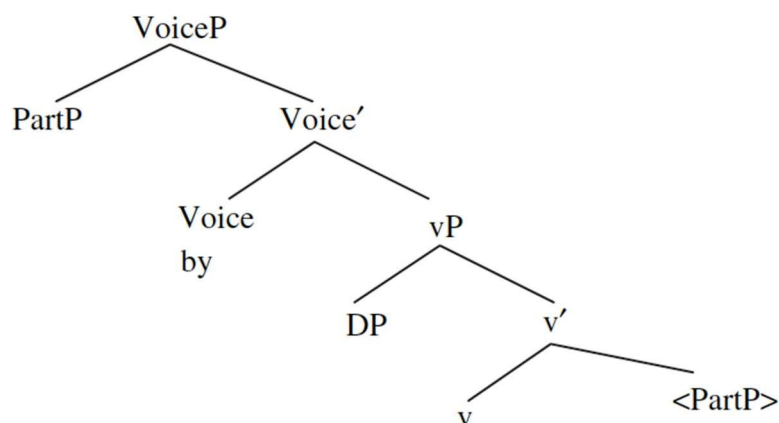 VoiceP
PartP Voice′
Voice vP
by
DP v′
v <PartP>